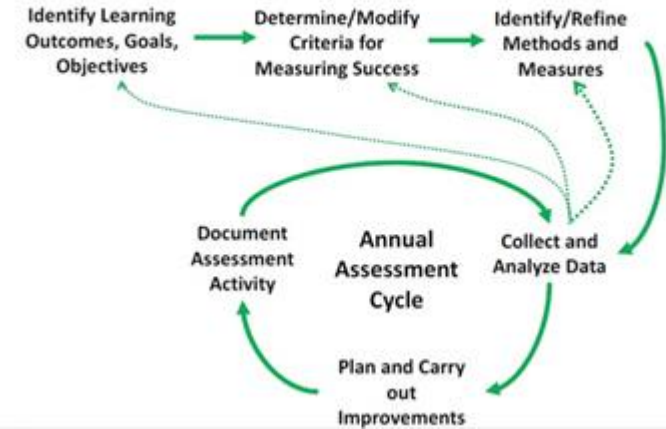 Identify Learning
Outcomes, Goals,
Objectives
Determine/Modify
Criteria for
Measuring Success
Identify/Refine
Methods and
Measures
Document
Assessment
Activity
Annual
Assessment
Cycle
Collect and
Analyze Data
Plan and Carry
out
Improvements